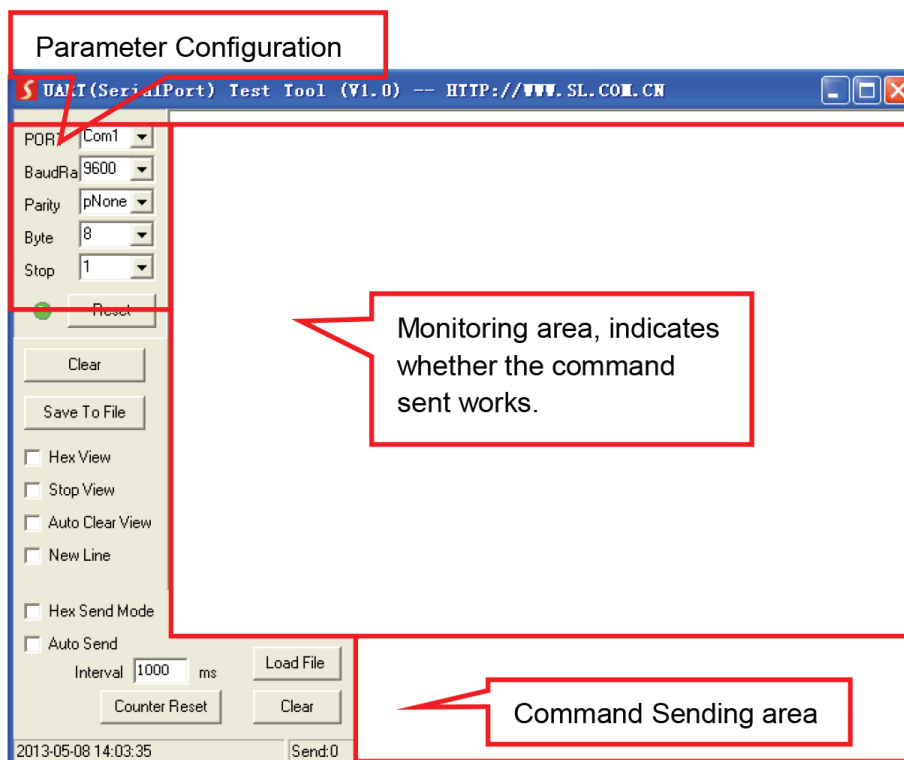 Parameter Configuration
UART(SerialPort) Test Tool (V1.0) -- HTTP://WWW.SL.COM.CN
PORT Com1
BaudRa 9600
Parity pNone
Byte 8
Stop 1
Reset
Clear
Save To File
Monitoring area, indicates
whether the command
sent works.
Hex View
Stop View
Auto Clear View
New Line
Hex Send Mode
Auto Send
Interval 1000 ms
Load File
Counter Reset
Clear
Command Sending area
2013-05-08 14:03:35
Send:0